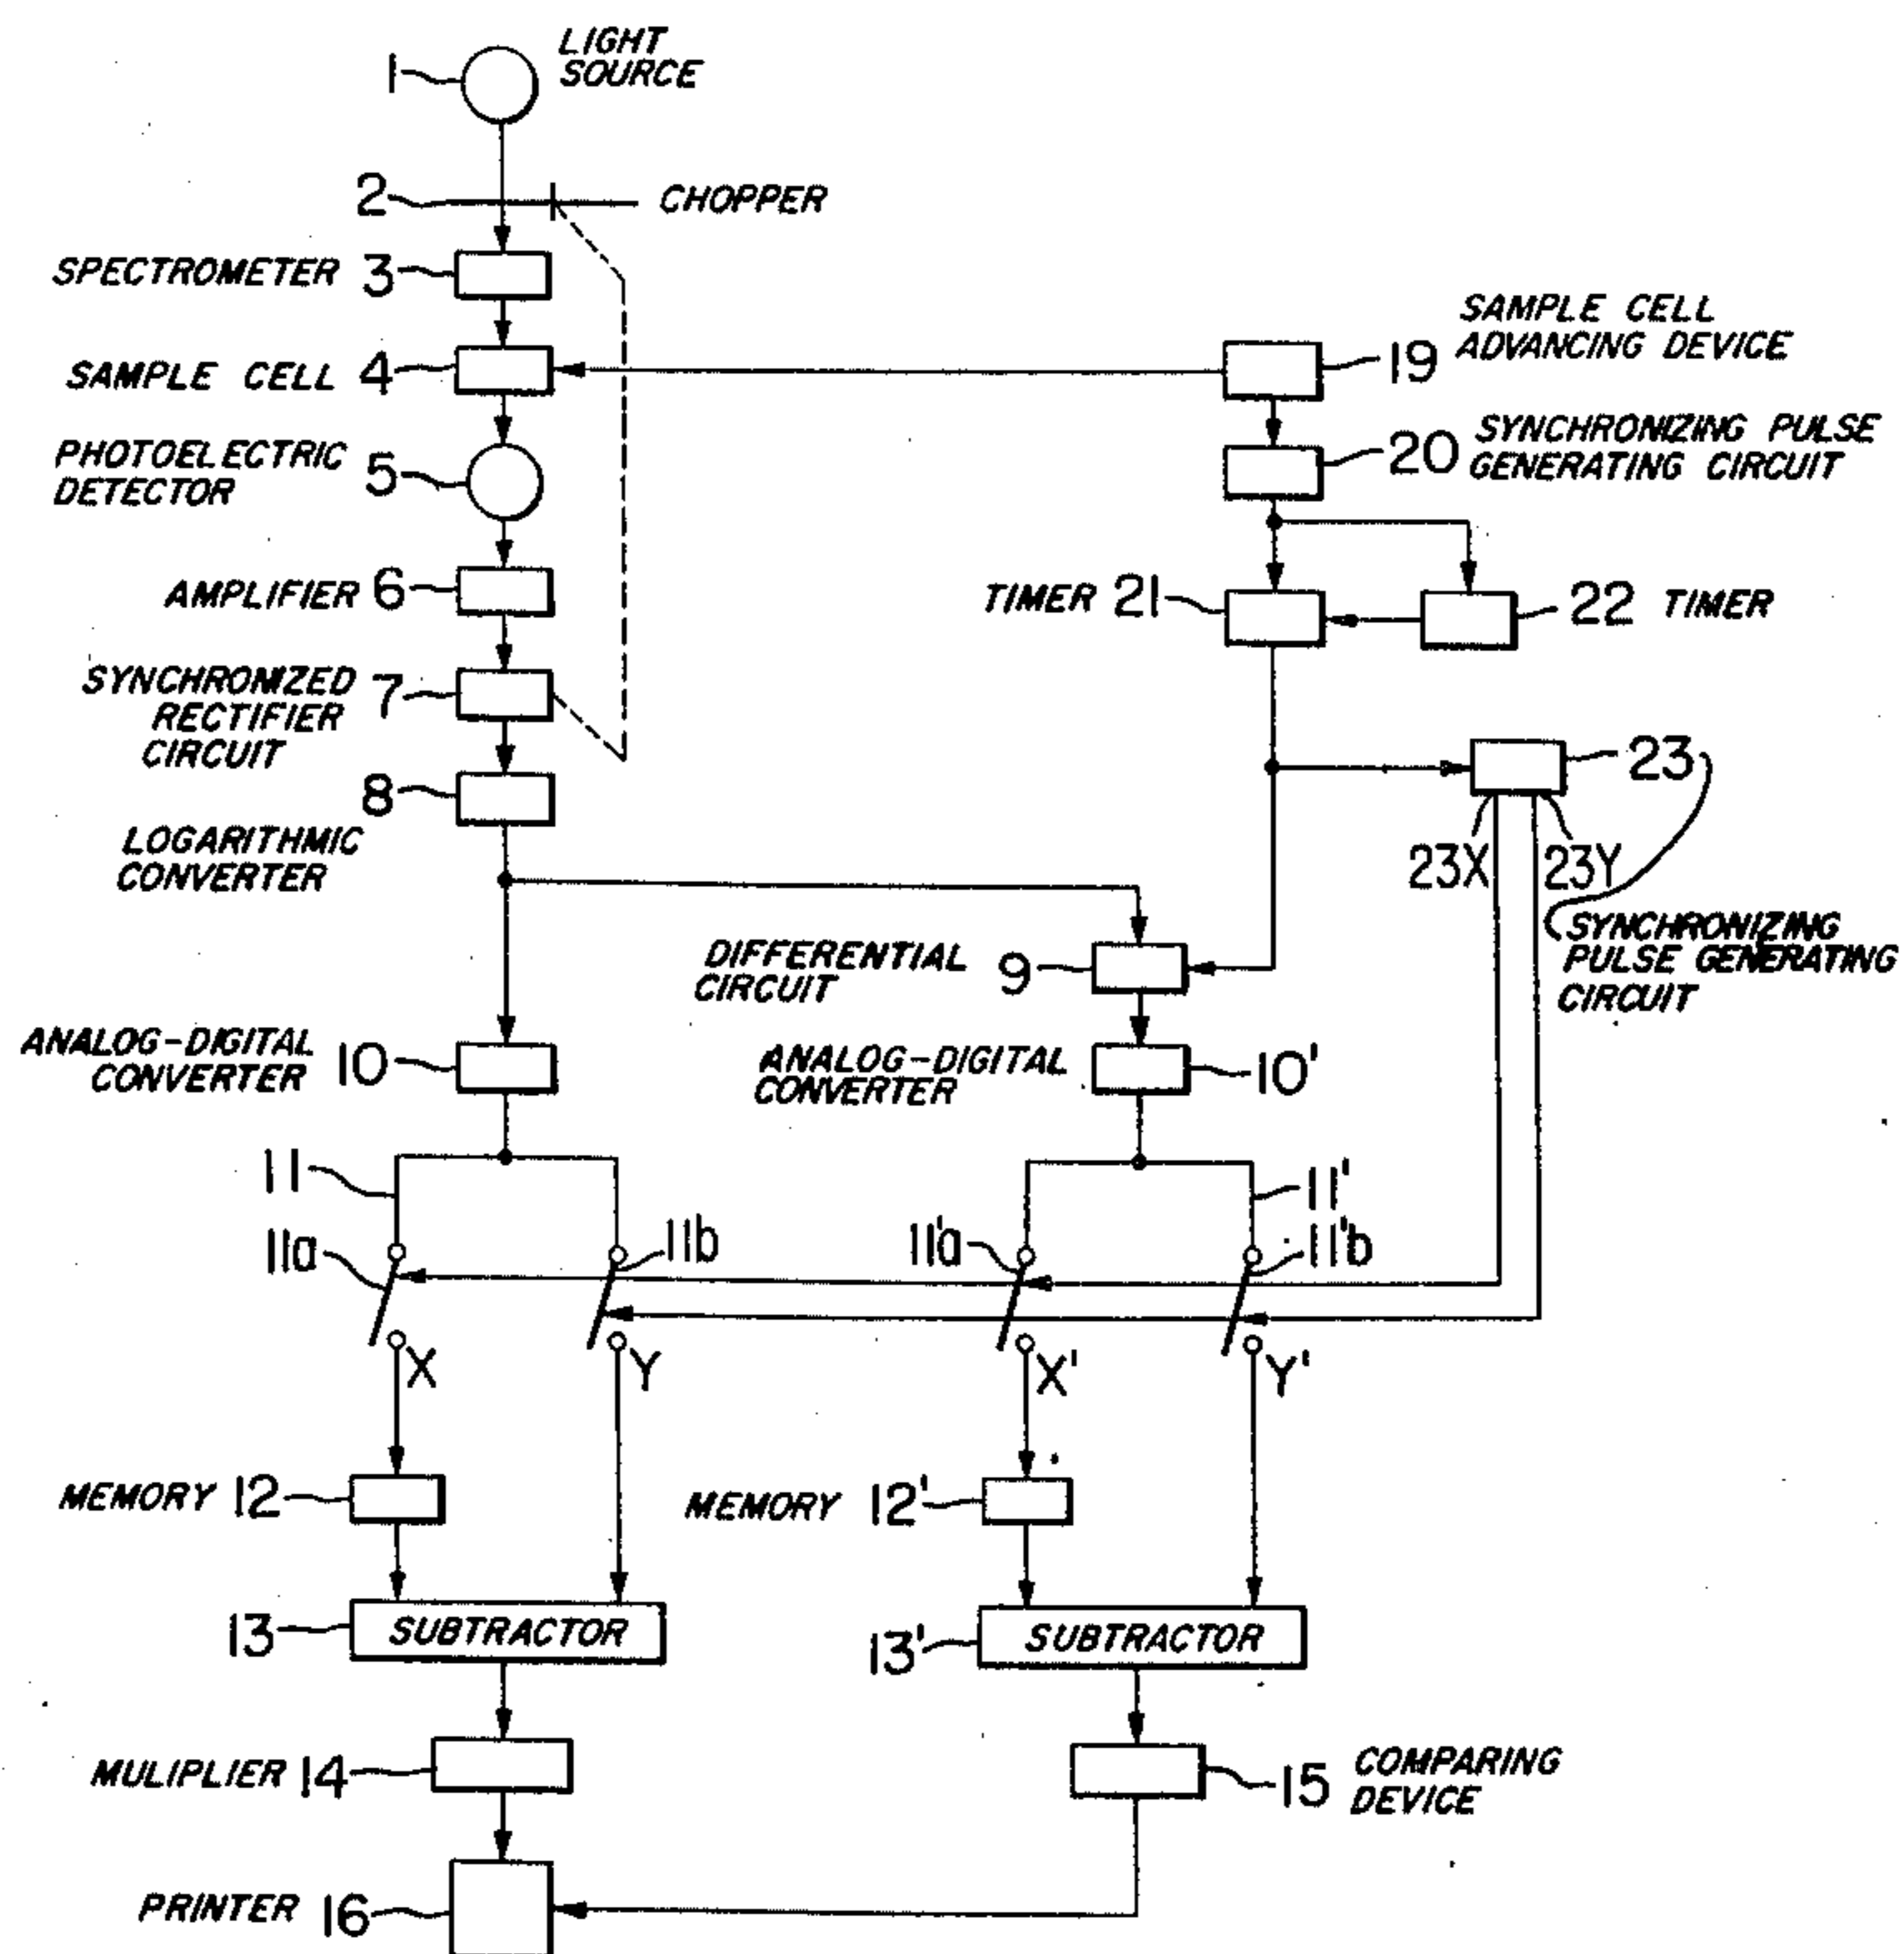 LIGHT
SOURCE
1
2
CHOPPER
SPECTROMETER 3
SAMPLE CELL 4
SAMPLE CELL
19 ADVANCING DEVICE
PHOTOELECTRIC
DETECTOR
5
20
SYNCHRONIZING PULSE
GENERATING CIRCUIT
AMPLIFIER 6
TIMER 21
22 TIMER
SYNCHRONIZED
RECTIFIER
CIRCUIT
7
23
8
LOGARITHMIC
CONVERTER
23X
23Y
SYNCHRONIZING
PULSE GENERATING
CIRCUIT
DIFFERENTIAL
CIRCUIT
9
ANALOG-DIGITAL
CONVERTER
10
ANALOG-DIGITAL
CONVERTER
10'
11
11'
11a
11b
11'a
11'b
X
Y
X'
Y'
MEMORY 12
MEMORY 12'
13
SUBTRACTOR
13'
SUBTRACTOR
MULIPLIER 14
15
COMPARING
DEVICE
PRINTER 16